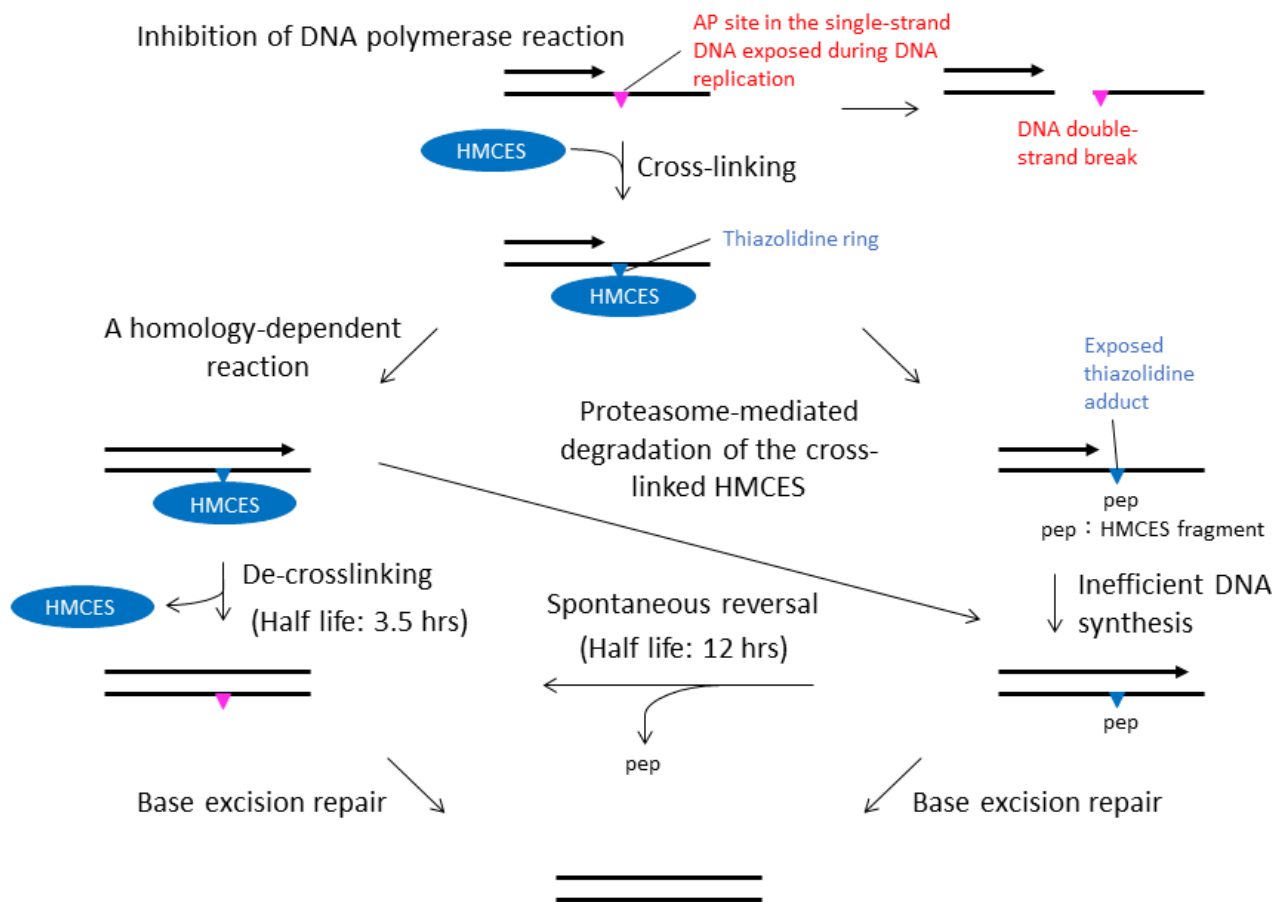 Inhibition of DNA polymerase reaction
AP site in the single-strand
DNA exposed during DNA
replication
DNA double-
strand break
HMCES
Cross-linking
Thiazolidine ring
HMCES
A homology-dependent
reaction
Exposed
thiazolidine
adduct
Proteasome-mediated
degradation of the cross-
linked HMCES
HMCES
pep
pep：HMCES fragment
De-crosslinking
(Half life: 3.5 hrs)
HMCES
Spontaneous reversal
(Half life: 12 hrs)
Inefficient DNA
synthesis
pep
pep
Base excision repair
Base excision repair